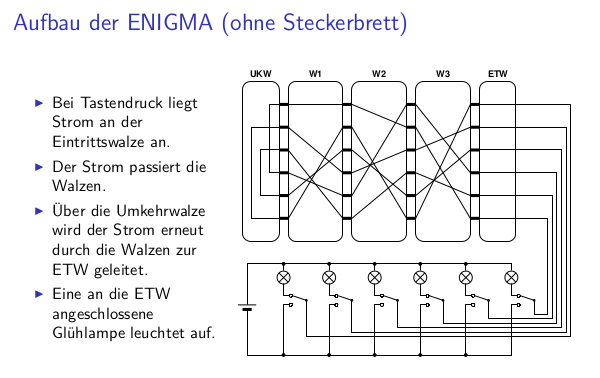 Aufbau der ENIGMA (ohne Steckerbrett)
Bei Tastendruck liegt
Strom an der
Eintrittswalze an.
Der Strom passiert die
Walzen.
Über die Umkehrwalze
wird der Strom erneut
durch die Walzen zur
ETW geleitet.
Eine an die ETW
angeschlossene
Glühlampe leuchtet auf.
UKW W1 W2 W3 ETW